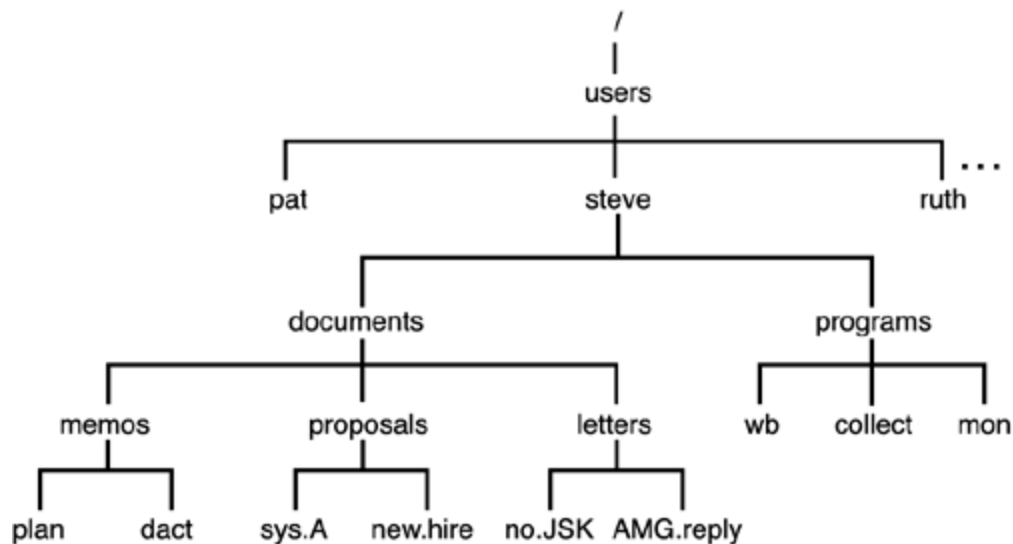 /
users
pat steve ruth ...
documents programs
memos proposals letters wb collect mon
plan dact sys.A new.hire no.JSK AMG.reply